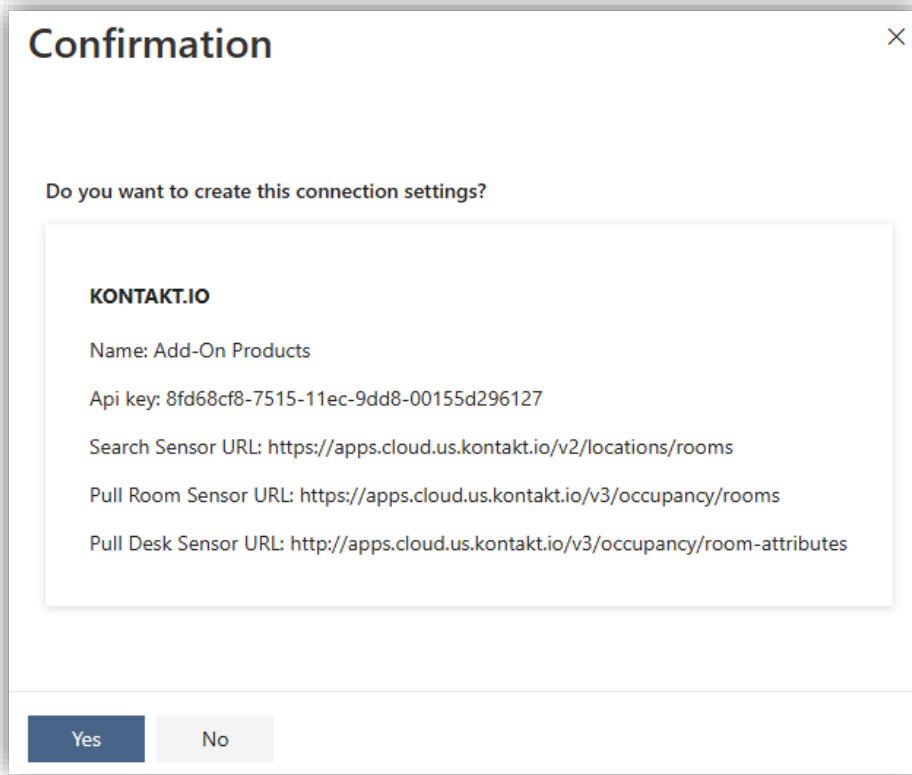 Confirmation
Do you want to create this connection settings?
KONTAKT.IO
Name: Add-On Products
Api key: 8fd68cf8-7515-11ec-9dd8-00155d296127
Search Sensor URL: https://apps.cloud.us.kontakt.io/v2/locations/rooms
Pull Room Sensor URL: https://apps.cloud.us.kontakt.io/v3/occupancy/rooms
Pull Desk Sensor URL: http://apps.cloud.us.kontakt.io/v3/occupancy/room-attributes
Yes No